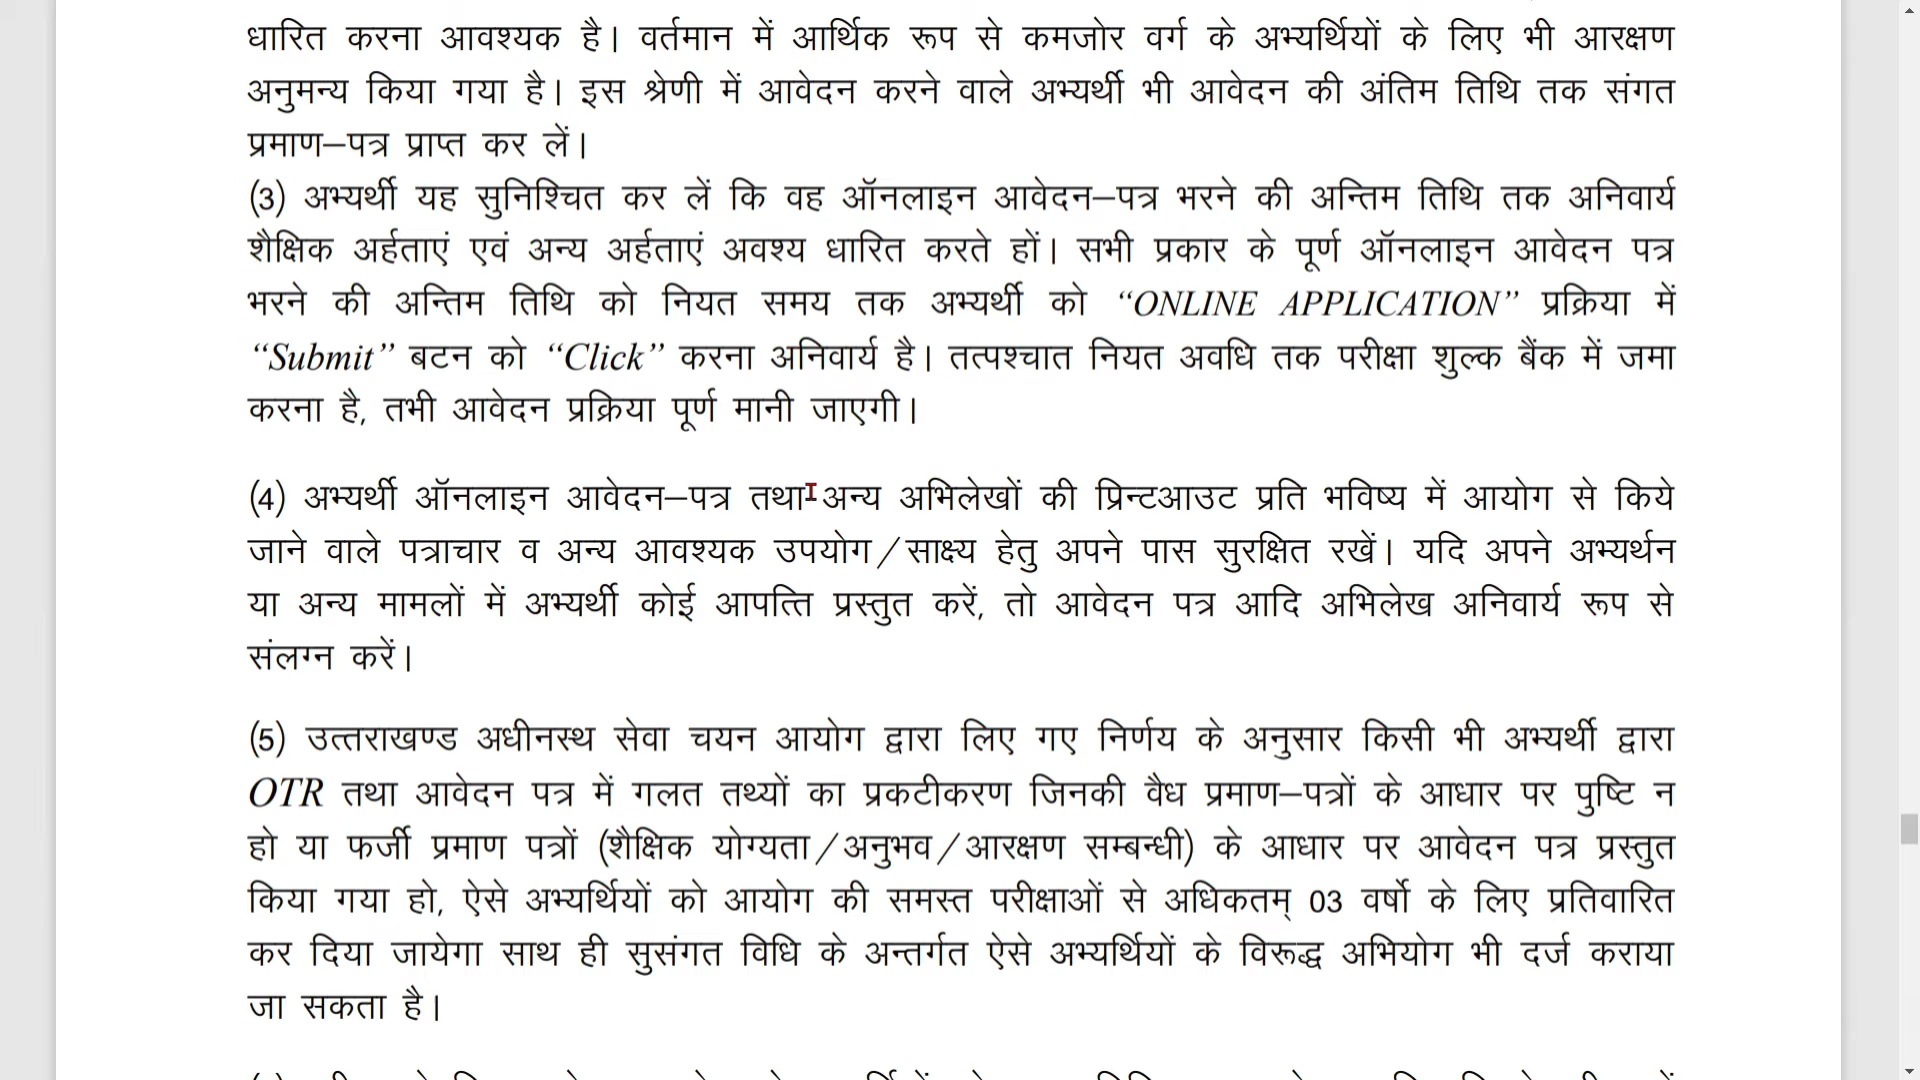 धारित करना आवश्यक है। वर्तमान में आर्थिक रूप से कमजोर वर्ग के अभ्यर्थियों के लिए भी आरक्षण
अनुमन्य किया गया है। इस श्रेणी में आवेदन करने वाले अभ्यर्थी भी आवेदन की अंतिम तिथि तक संगत
प्रमाण–पत्र प्राप्त कर लें।
(3) अभ्यर्थी यह सुनिश्चित कर लें कि वह ऑनलाइन आवेदन–पत्र भरने की अन्तिम तिथि तक अनिवार्य
शैक्षिक अर्हताएं एवं अन्य अर्हताएं अवश्य धारित करते हों। सभी प्रकार के पूर्ण ऑनलाइन आवेदन पत्र
भरने की अन्तिम तिथि को नियत समय तक अभ्यर्थी को “ONLINE APPLICATION” प्रक्रिया में
“Submit” बटन को “Click” करना अनिवार्य है। तत्पश्चात नियत अवधि तक परीक्षा शुल्क बैंक में जमा
करना है, तभी आवेदन प्रक्रिया पूर्ण मानी जाएगी।
(4) अभ्यर्थी ऑनलाइन आवेदन–पत्र तथा अन्य अभिलेखों की प्रिन्टआउट प्रति भविष्य में आयोग से किये
जाने वाले पत्राचार व अन्य आवश्यक उपयोग/साक्ष्य हेतु अपने पास सुरक्षित रखें। यदि अपने अभ्यर्थन
या अन्य मामलों में अभ्यर्थी कोई आपत्ति प्रस्तुत करें, तो आवेदन पत्र आदि अभिलेख अनिवार्य रूप से
संलग्न करें।
(5) उत्तराखण्ड अधीनस्थ सेवा चयन आयोग द्वारा लिए गए निर्णय के अनुसार किसी भी अभ्यर्थी द्वारा
OTR तथा आवेदन पत्र में गलत तथ्यों का प्रकटीकरण जिनकी वैध प्रमाण–पत्रों के आधार पर पुष्टि न
हो या फर्जी प्रमाण पत्रों (शैक्षिक योग्यता/अनुभव/आरक्षण सम्बन्धी) के आधार पर आवेदन पत्र प्रस्तुत
किया गया हो, ऐसे अभ्यर्थियों को आयोग की समस्त परीक्षाओं से अधिकतम् 03 वर्षो के लिए प्रतिवारित
कर दिया जायेगा साथ ही सुसंगत विधि के अन्तर्गत ऐसे अभ्यर्थियों के विरूद्ध अभियोग भी दर्ज कराया
जा सकता है।